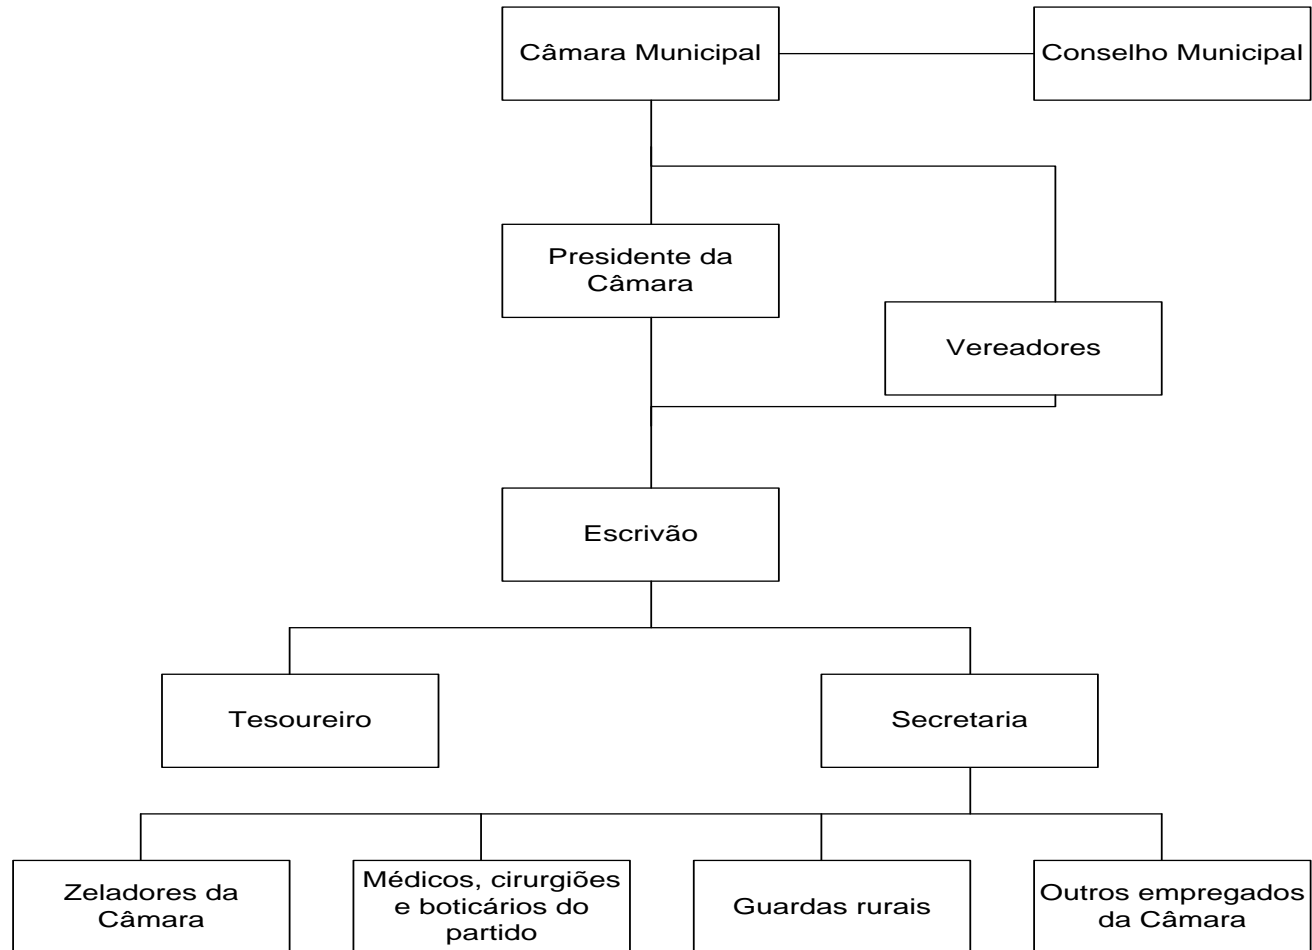 Câmara Municipal
Conselho Municipal
Presidente da
Câmara
Vereadores
Escrivão
Tesoureiro
Secretaria
Zeladores da
Câmara
Médicos, cirurgiões
e boticários do
partido
Guardas rurais
Outros empregados
da Câmara